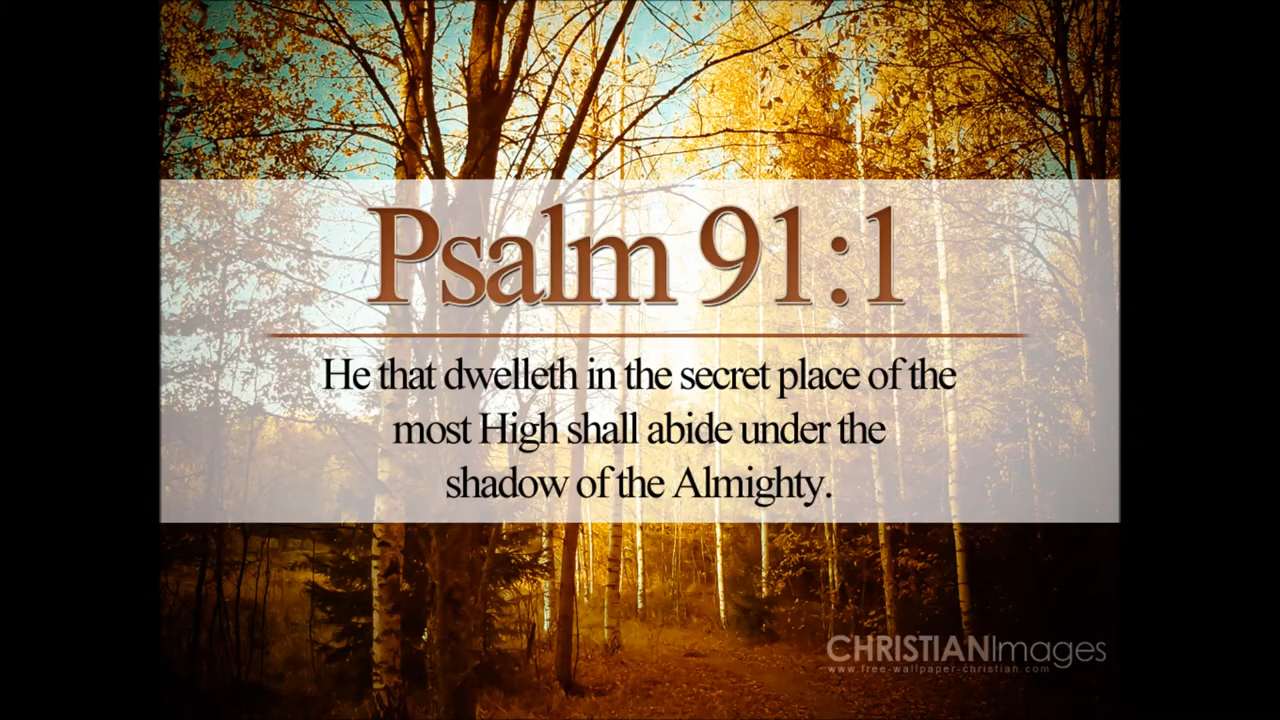 Psalm 91:1
He that dwelleth in the secret place of the
most High shall abide under the
shadow of the Almighty.
CHRISTIANImages
www.free-wallpaper-christian.com